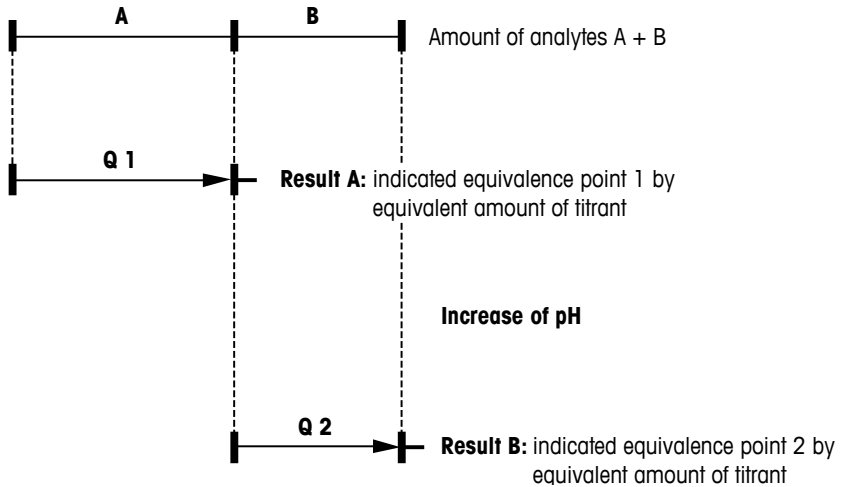 A
B
Amount of analytes A + B
Q 1
Result A: indicated equivalence point 1 by
equivalent amount of titrant
Increase of pH
Q 2
Result B: indicated equivalence point 2 by
equivalent amount of titrant